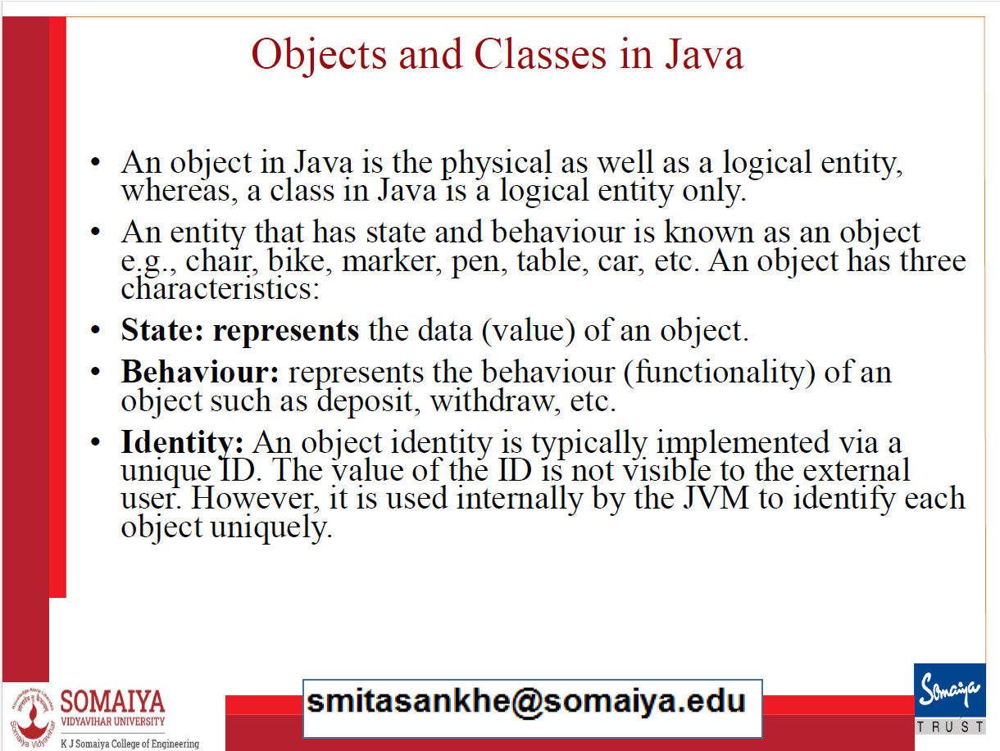 Objects and Classes in Java
• An object in Java is the physical as well as a logical entity,
whereas, a class in Java is a logical entity only.
• An entity that has state and behaviour is known as an object
e.g., chair, bike, marker, pen, table, car, etc. An object has three
characteristics:
• State: represents the data (value) of an object.
• Behaviour: represents the behaviour (functionality) of an
object such as deposit, withdraw, etc.
• Identity: An object identity is typically implemented via a
unique ID. The value of the ID is not visible to the external
user. However, it is used internally by the JVM to identify each
object uniquely.
SOMAIYA
VIDYAVIHAR UNIVERSITY
K J Somaiya College of Engineering
smitasankhe@somaiya.edu
Somaiya
TRUST